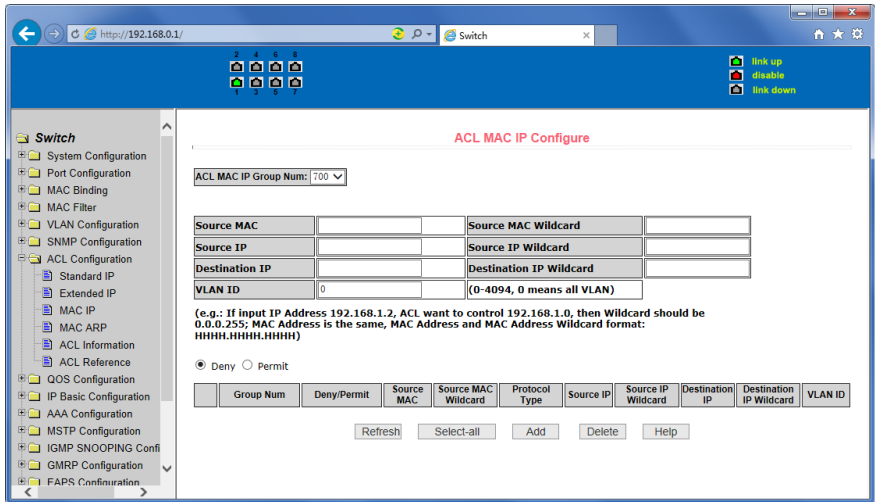 http://192.168.0.1/
Switch
2 4 6 8
1 3 5 7
link up
disable
link down
Switch
System Configuration
Port Configuration
MAC Binding
MAC Filter
VLAN Configuration
SNMP Configuration
ACL Configuration
Standard IP
Extended IP
MAC IP
MAC ARP
ACL Information
ACL Reference
QOS Configuration
IP Basic Configuration
AAA Configuration
MSTP Configuration
IGMP SNOOPING Confi
GMRP Configuration
EAPS Configuration
ACL MAC IP Configure
ACL MAC IP Group Num: 700
Source MAC Source MAC Wildcard
Source IP Source IP Wildcard
Destination IP Destination IP Wildcard
VLAN ID 0 (0-4094, 0 means all VLAN)
(e.g.: If input IP Address 192.168.1.2, ACL want to control 192.168.1.0, then Wildcard should be
0.0.0.255; MAC Address is the same, MAC Address and MAC Address Wildcard format:
HHHH.HHHH.HHHH)
Deny Permit
Group Num Deny/Permit Source MAC Source MAC Wildcard Protocol Type Source IP Source IP Wildcard Destination IP Destination IP Wildcard VLAN ID
Refresh Select-all Add Delete Help